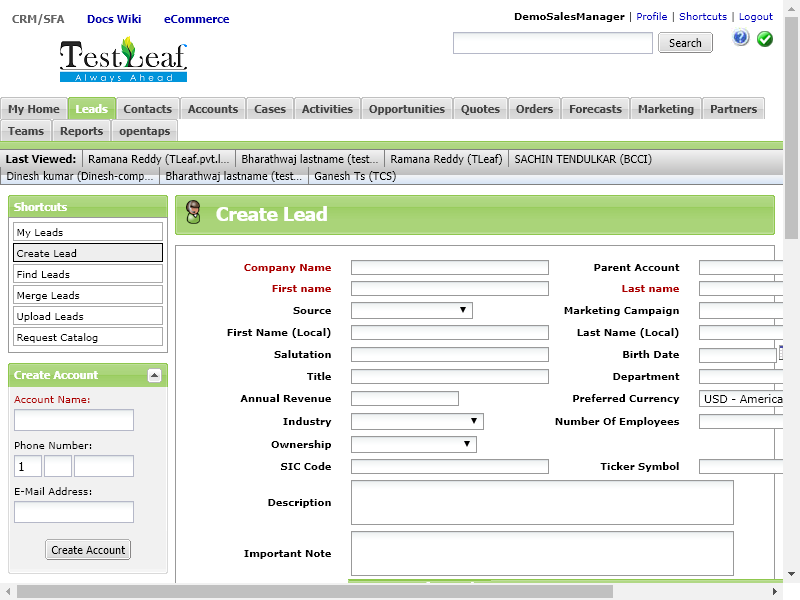 CRM/SFA Docs Wiki eCommerce
DemoSalesManager | Profile | Shortcuts | Logout
TestLeaf
Always Ahead
Search
My Home Leads Contacts Accounts Cases Activities Opportunities Quotes Orders Forecasts Marketing Partners
Teams Reports opentaps
Last Viewed: Ramana Reddy (TLeaf.pvt.l... Bharathwaj lastname (test... Ramana Reddy (TLeaf) SACHIN TENDULKAR (BCCI)
Dinesh kumar (Dinesh-comp... Bharathwaj lastname (test... Ganesh Ts (TCS)
Shortcuts
My Leads
Create Lead
Find Leads
Merge Leads
Upload Leads
Request Catalog
Create Account
Account Name:
Phone Number:
1
E-Mail Address:
Create Account
Create Lead
Company Name Parent Account
First name Last name
Source Marketing Campaign
First Name (Local) Last Name (Local)
Salutation Birth Date
Title Department
Annual Revenue Preferred Currency USD - America
Industry Number Of Employees
Ownership
SIC Code Ticker Symbol
Description
Important Note